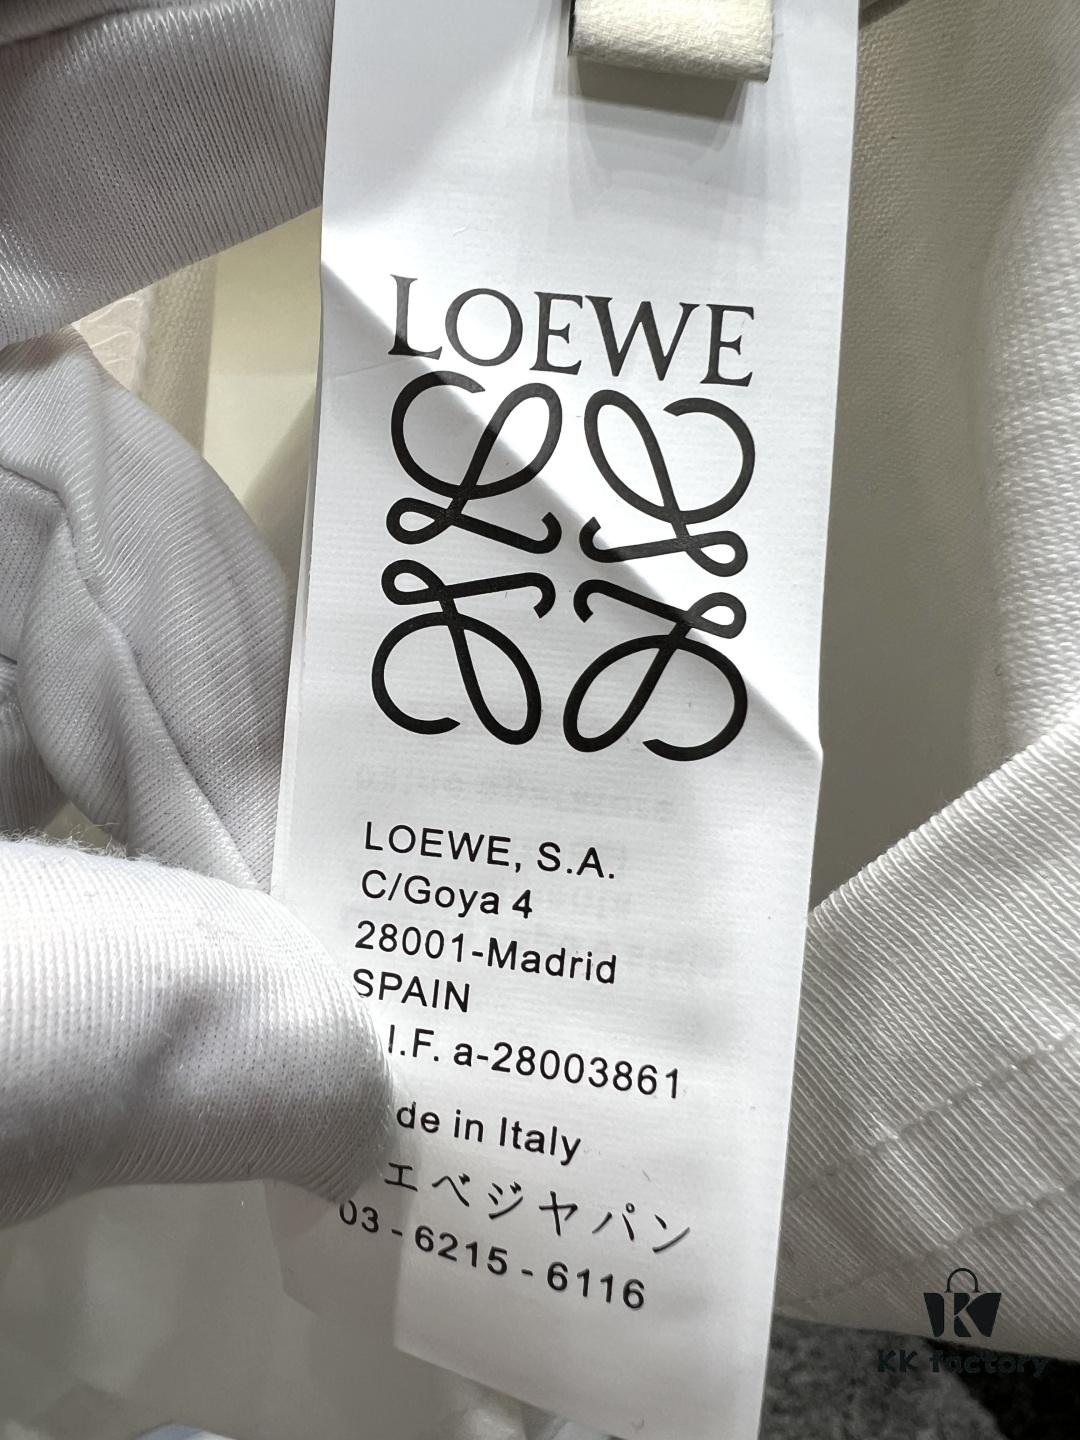 LOEWE
LOEWE, S.A.
C/Goya 4
28001-Madrid
SPAIN
I.F. a-28003861
de in Italy
エベジャパン
03-6215-6116
KK factory